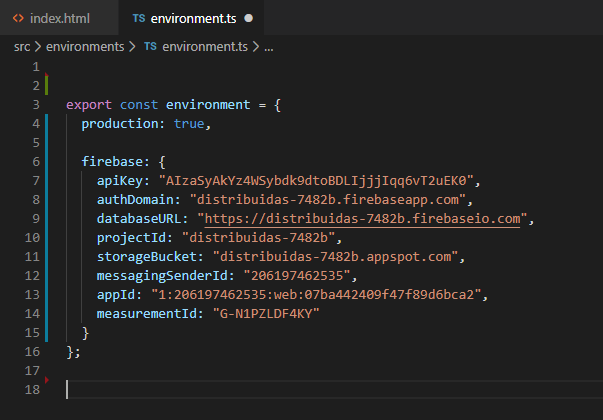 index.html
TS environment.ts
src > environments > TS environment.ts > ...
1
2
3 export const environment = {
4 production: true,
5
6 firebase: {
7 apiKey: "AIzaSyAkYz4WSybdk9dtoBDLIjjjIqq6vT2uEK0",
8 authDomain: "distribuidas-7482b.firebaseapp.com",
9 databaseURL: "https://distribuidas-7482b.firebaseio.com",
10 projectId: "distribuidas-7482b",
11 storageBucket: "distribuidas-7482b.appspot.com",
12 messagingSenderId: "206197462535",
13 appId: "1:206197462535:web:07ba442409f47f89d6bca2",
14 measurementId: "G-N1PZLDF4KY"
15 }
16 };
17
18